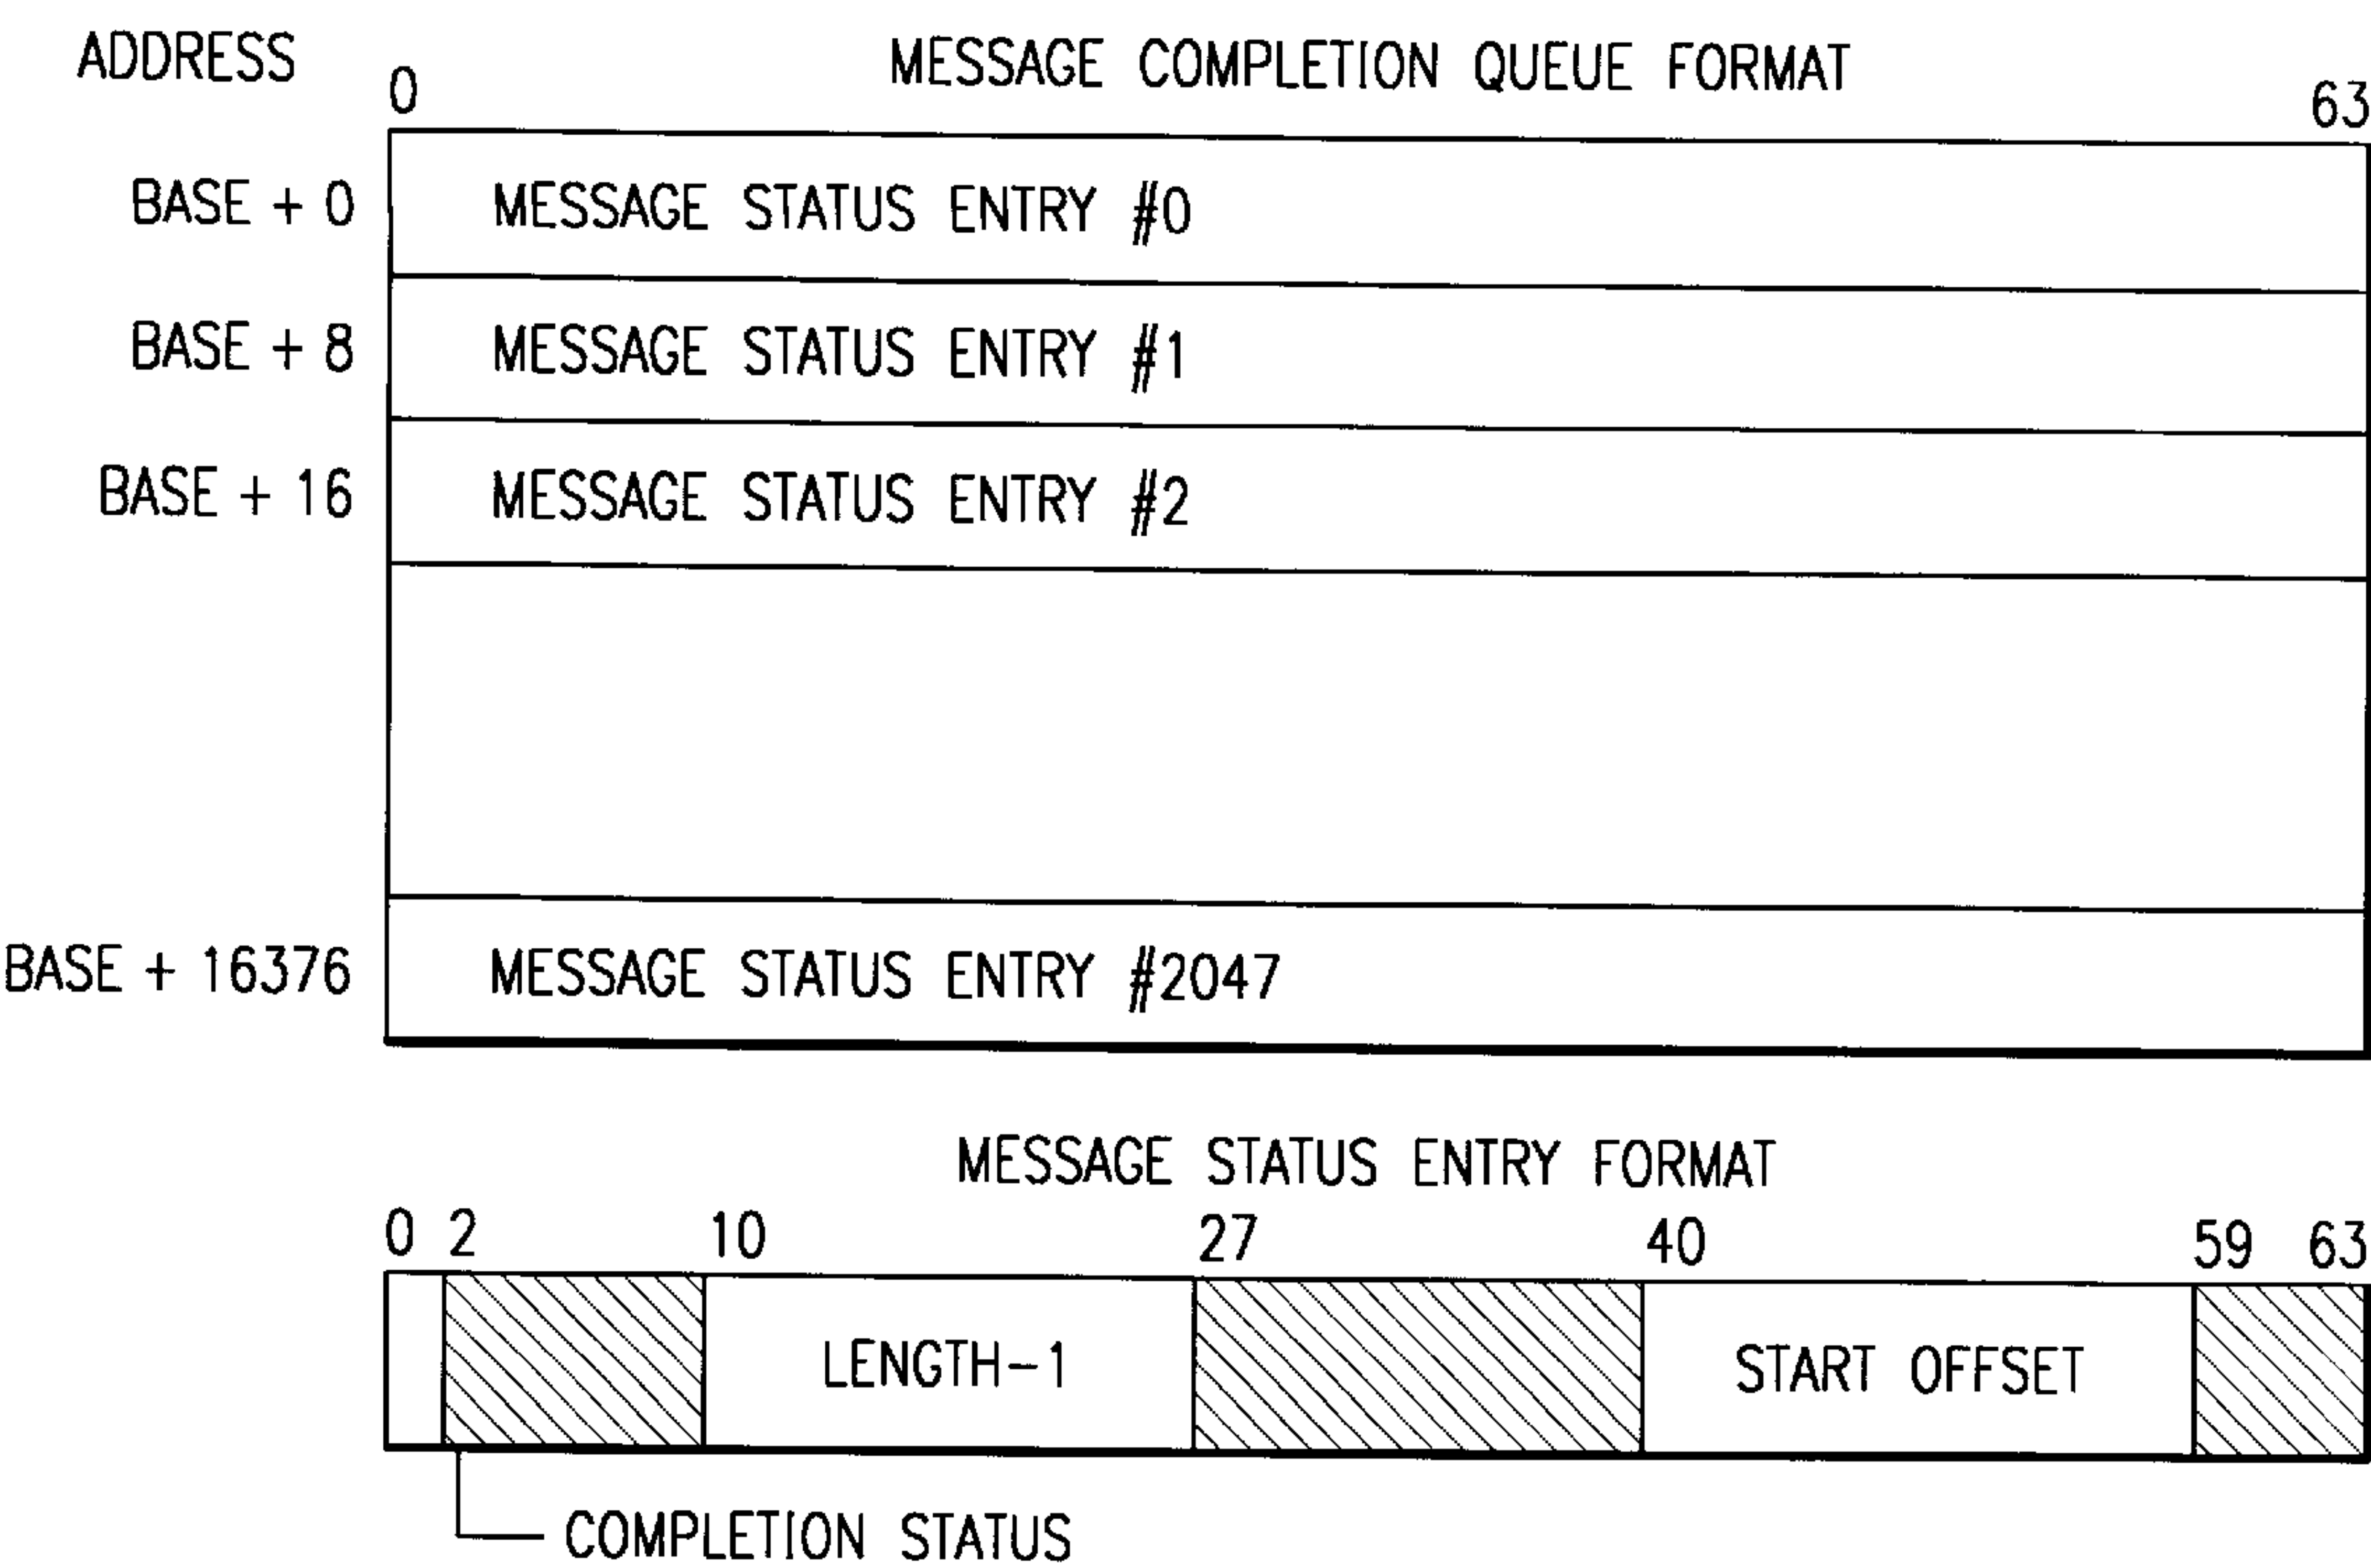 ADDRESS
MESSAGE COMPLETION QUEUE FORMAT
0 63
BASE + 0 MESSAGE STATUS ENTRY #0
BASE + 8 MESSAGE STATUS ENTRY #1
BASE + 16 MESSAGE STATUS ENTRY #2
BASE + 16376 MESSAGE STATUS ENTRY #2047
MESSAGE STATUS ENTRY FORMAT
0 2 10 27 40 59 63
LENGTH-1 START OFFSET
COMPLETION STATUS